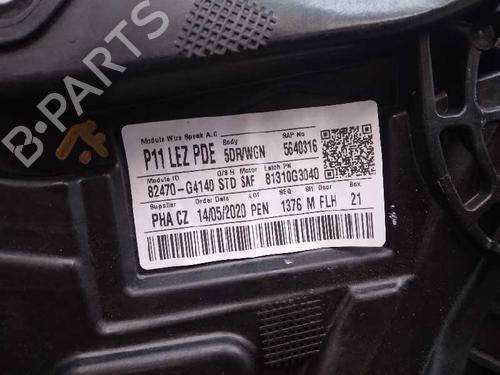 Module Wire Speak A.C Body SAP No
P11 LEZ PDE 5DR/WGN 5640316
Module ID O/S H Motor Latch PN
82470-G4140 STD SAF 81310G3040
Supplier Order Date Lot SEQ Bit Door Box
PHA CZ 14/05/2020 PEN 1376 M FLH 21
B-PARTS